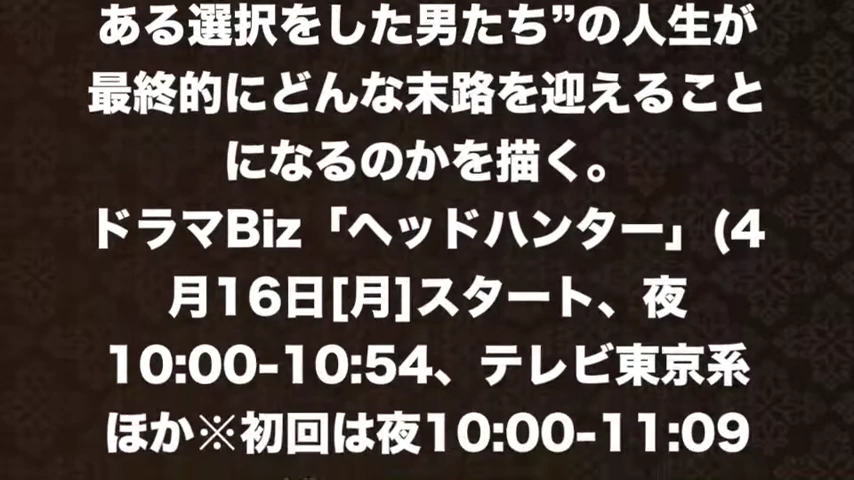 ある選択をした男たち”の人生が
最終的にどんな末路を迎えること
になるのかを描く。
ドラマBiz「ヘッドハンター」(4
月16日[月]スタート、夜
10:00-10:54、テレビ東京系
ほか※初回は夜10:00-11:09